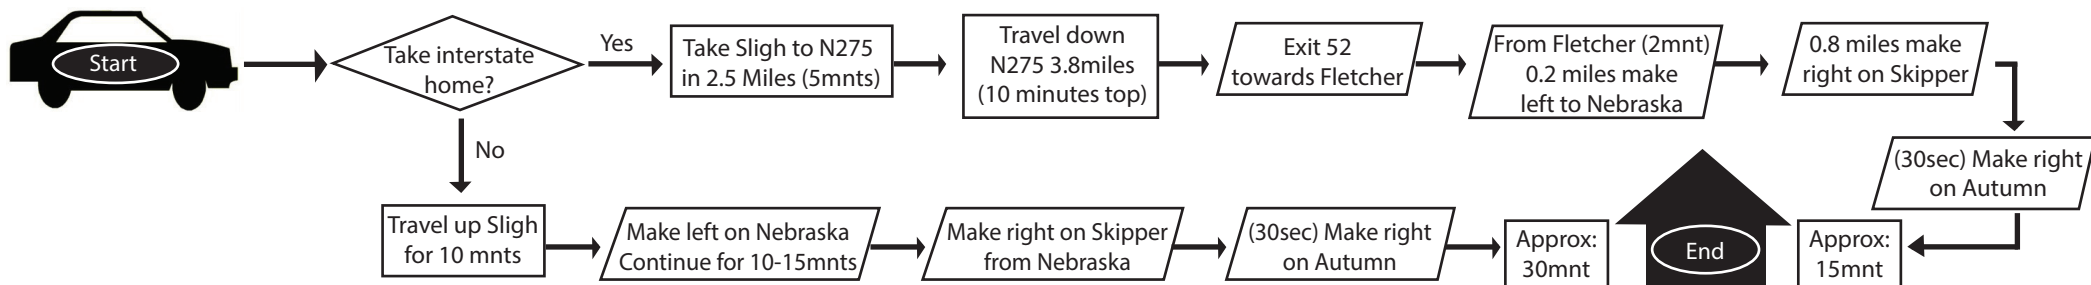 Start
Take interstate
home?
Yes
Take Sligh to N275
in 2.5 Miles (5mnts)
Travel down
N275 3.8miles
(10 minutes top)
Exit 52
towards Fletcher
From Fletcher (2mnt)
0.2 miles make
left to Nebraska
0.8 miles make
right on Skipper
(30sec) Make right
on Autumn
Approx:
15mnt
No
Travel up Sligh
for 10 mnts
Make left on Nebraska
Continue for 10-15mnts
Make right on Skipper
from Nebraska
(30sec) Make right
on Autumn
Approx:
30mnt
End